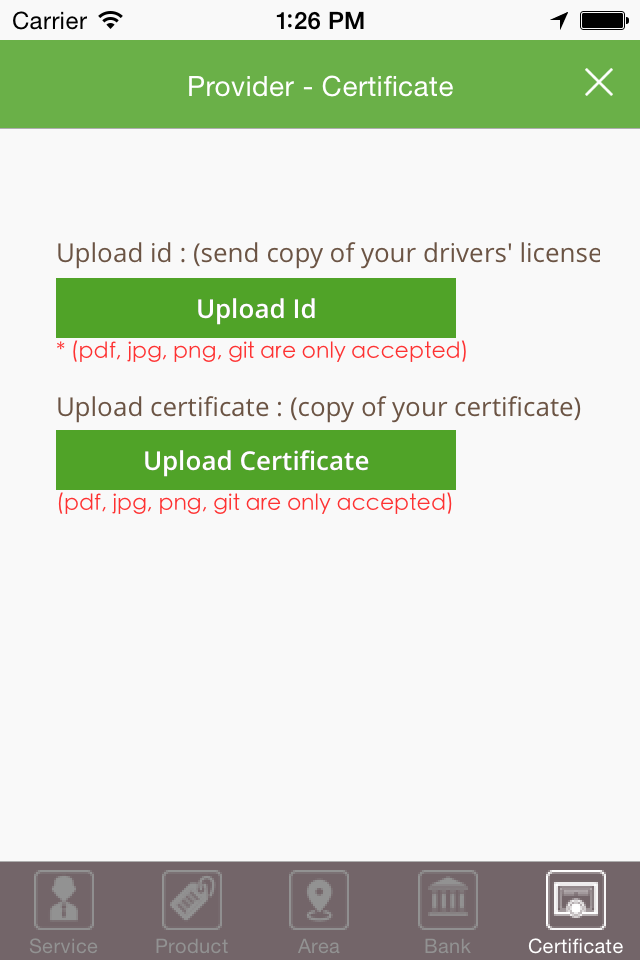 Carrier 1:26 PM
Provider - Certificate
Upload id : (send copy of your drivers' license
Upload Id
* (pdf, jpg, png, git are only accepted)
Upload certificate : (copy of your certificate)
Upload Certificate
(pdf, jpg, png, git are only accepted)
Service Product Area Bank Certificate